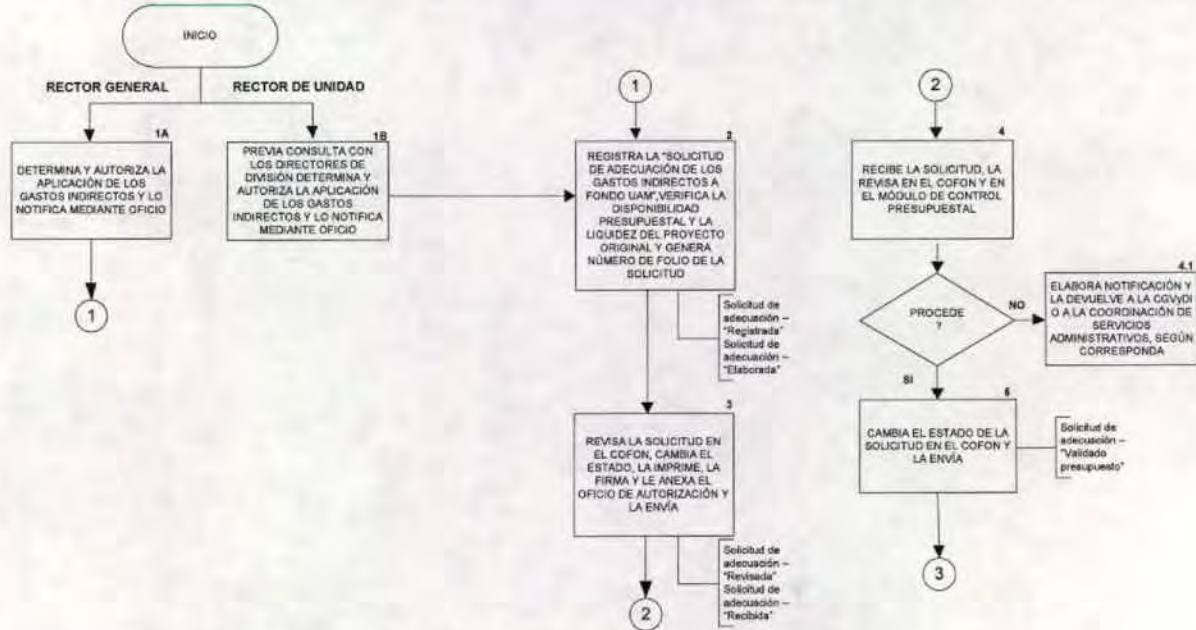 INICIO
RECTOR GENERAL
RECTOR DE UNIDAD
1A
DETERMINA Y AUTORIZA LA
APLICACIÓN DE LOS
GASTOS INDIRECTOS Y LO
NOTIFICA MEDIANTE OFICIO
1
1B
PREVIA CONSULTA CON
LOS DIRECTORES DE
DIVISIÓN DETERMINA Y
AUTORIZA LA APLICACIÓN
DE LOS GASTOS
INDIRECTOS Y LO NOTIFICA
MEDIANTE OFICIO
1
2
REGISTRA LA "SOLICITUD
DE ADECUACIÓN DE LOS
GASTOS INDIRECTOS A
FONDO UAM",VERIFICA LA
DISPONIBILIDAD
PRESUPUESTAL Y LA
LIQUIDEZ DEL PROYECTO
ORIGINAL Y GENERA
NÚMERO DE FOLIO DE LA
SOLICITUD
Solicitud de
adecuación –
"Registrada"
Solicitud de
adecuación –
"Elaborada"
3
REVISA LA SOLICITUD EN
EL COFON, CAMBIA EL
ESTADO, LA IMPRIME, LA
FIRMA Y LE ANEXA EL
OFICIO DE AUTORIZACIÓN Y
LA ENVÍA
Solicitud de
adecuación –
"Revisada"
Solicitud de
adecuación –
"Recibida"
2
2
4
RECIBE LA SOLICITUD, LA
REVISA EN EL COFON Y EN
EL MÓDULO DE CONTROL
PRESUPUESTAL
PROCEDE
?
NO
4.1
ELABORA NOTIFICACIÓN Y
LA DEVUELVE A LA CGVyDI
O A LA COORDINACIÓN DE
SERVICIOS
ADMINISTRATIVOS, SEGÚN
CORRESPONDA
SI
5
CAMBIA EL ESTADO DE LA
SOLICITUD EN EL COFON Y
LA ENVÍA
Solicitud de
adecuación –
"Validado
presupuesto"
3